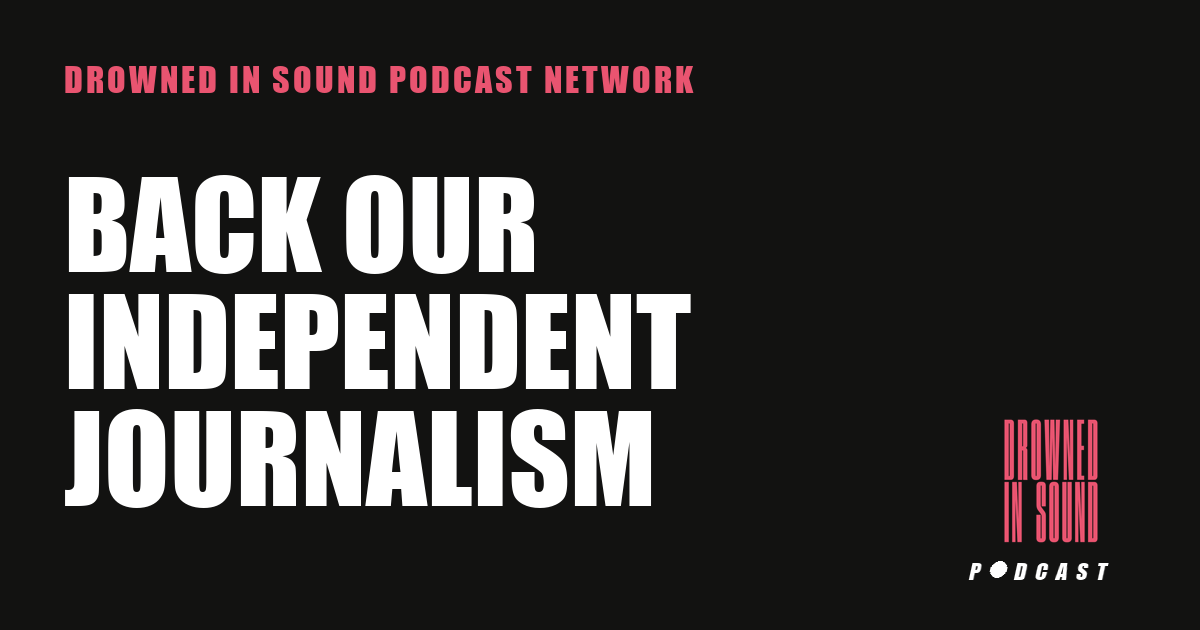 DROWNED IN SOUND PODCAST NETWORK
BACK OUR
INDEPENDENT
JOURNALISM
DROWNED
IN SOUND
PODCAST